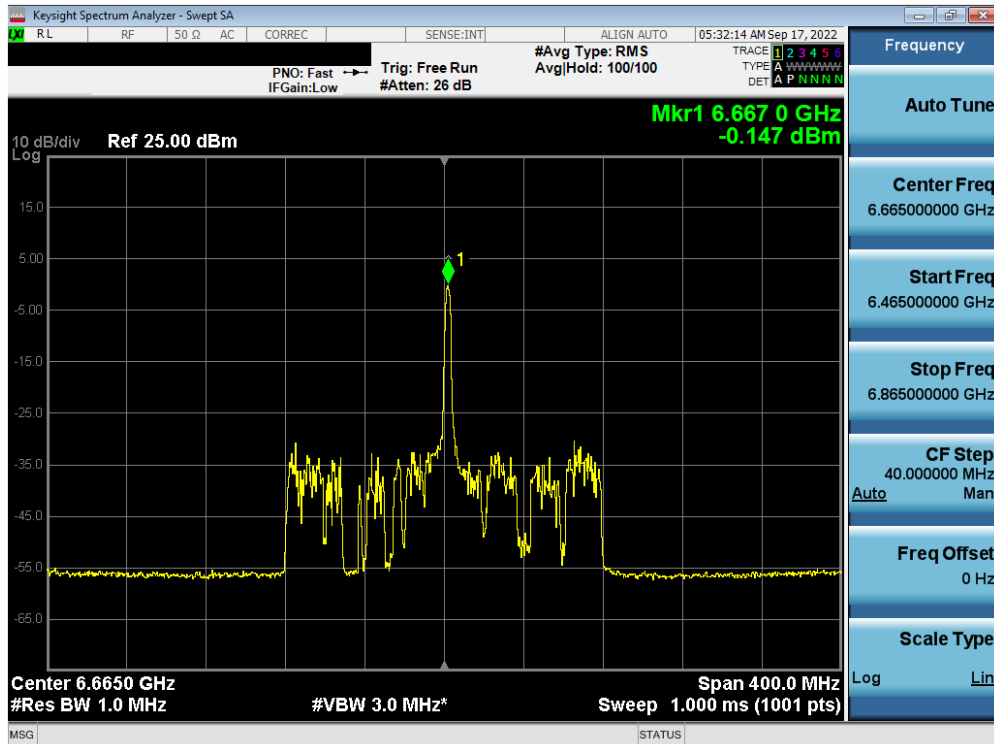 Keysight Spectrum Analyzer - Swept SA
LXI RL RF 50 Ω AC CORREC SENSE:INT ALIGN AUTO 05:32:14 AM Sep 17, 2022
PNO: Fast
IFGain:Low
Trig: Free Run
#Atten: 26 dB
#Avg Type: RMS
Avg|Hold: 100/100
TRACE 1 2 3 4 5 6
TYPE A WWWWW
DET A P N N N N
Mkr1 6.667 0 GHz
-0.147 dBm
10 dB/div Ref 25.00 dBm
Log
15.0
5.00
1
-5.00
-15.0
-25.0
-35.0
-45.0
-55.0
-65.0
Center 6.6650 GHz Span 400.0 MHz
#Res BW 1.0 MHz #VBW 3.0 MHz* Sweep 1.000 ms (1001 pts)
MSG STATUS
Frequency
Auto Tune
Center Freq
6.665000000 GHz
Start Freq
6.465000000 GHz
Stop Freq
6.865000000 GHz
CF Step
40.000000 MHz
Auto Man
Freq Offset
0 Hz
Scale Type
Log Lin